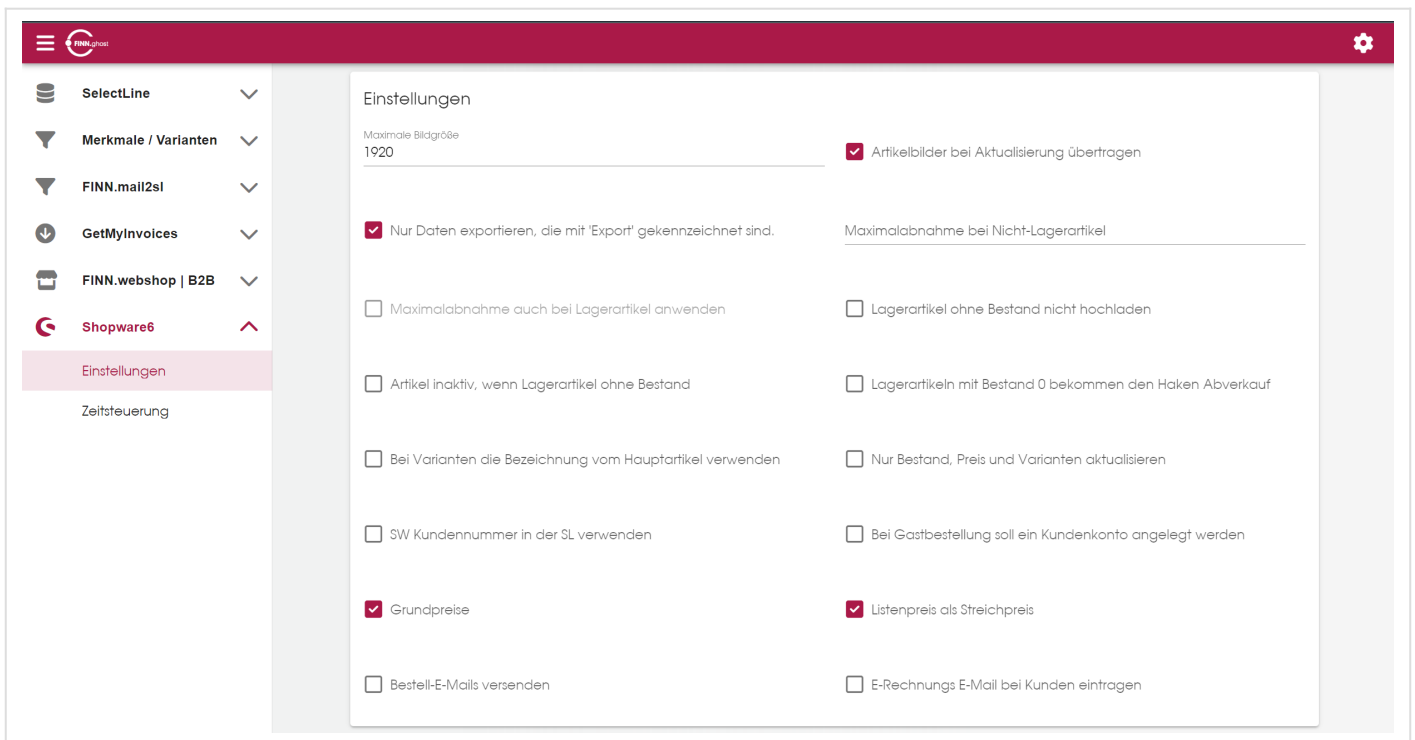 FINN.ghost
SelectLine
Merkmale / Varianten
FINN.mail2sl
GetMyInvoices
FINN.webshop | B2B
Shopware6
Einstellungen
Zeitsteuerung
Einstellungen
Maximale Bildgröße
1920
Artikelbilder bei Aktualisierung übertragen
Nur Daten exportieren, die mit 'Export' gekennzeichnet sind.
Maximalabnahme bei Nicht-Lagerartikel
Maximalabnahme auch bei Lagerartikel anwenden
Lagerartikel ohne Bestand nicht hochladen
Artikel inaktiv, wenn Lagerartikel ohne Bestand
Lagerartikeln mit Bestand 0 bekommen den Haken Abverkauf
Bei Varianten die Bezeichnung vom Hauptartikel verwenden
Nur Bestand, Preis und Varianten aktualisieren
SW Kundennummer in der SL verwenden
Bei Gastbestellung soll ein Kundenkonto angelegt werden
Grundpreise
Listenpreis als Streichpreis
Bestell-E-Mails versenden
E-Rechnungs E-Mail bei Kunden eintragen